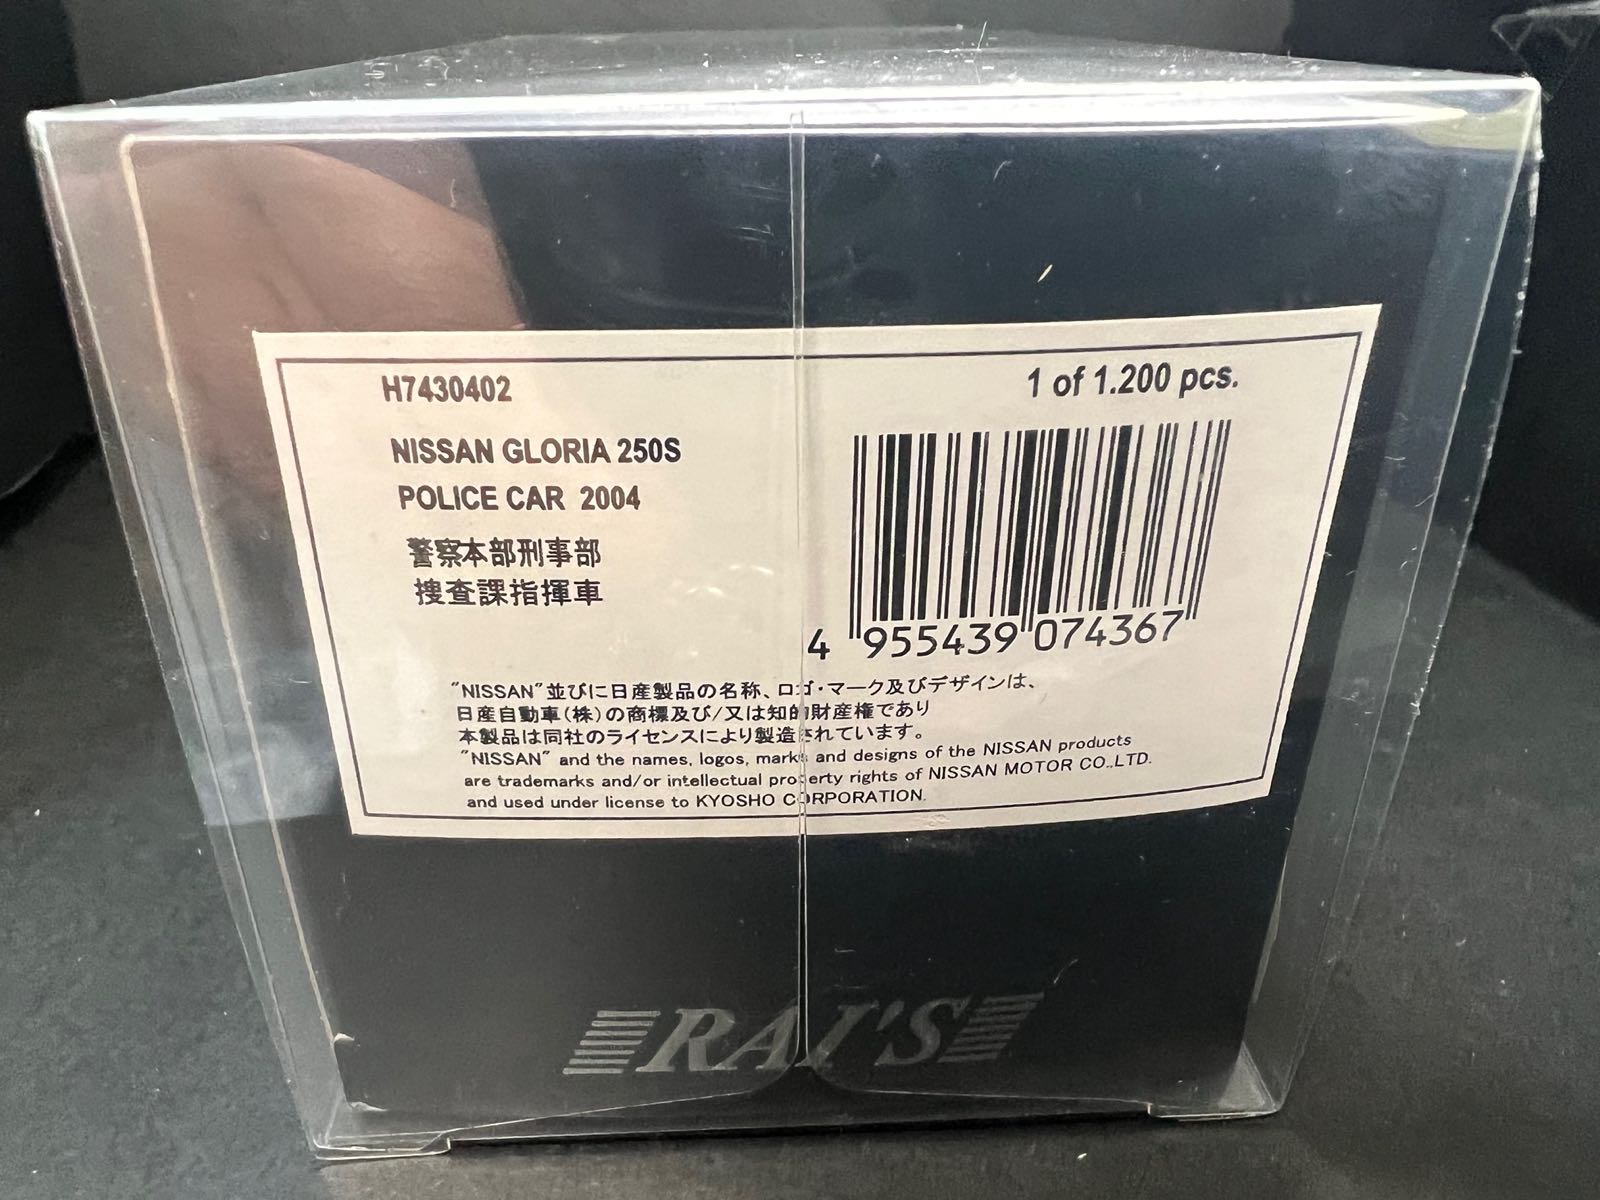 H7430402
1 of 1.200 pcs.
NISSAN GLORIA 250S
POLICE CAR 2004
警察本部刑事部
捜査課指揮車
4 955439 074367
"NISSAN"並びに日産製品の名称、ロゴ・マーク及びデザインは、
日産自動車(株)の商標及び/又は知的財産権であり
本製品は同社のライセンスにより製造されています。
"NISSAN" and the names, logos, marks and designs of the NISSAN products
are trademarks and/or intellectual property rights of NISSAN MOTOR CO.,LTD.
and used under license to KYOSHO CORPORATION.
RAI'S